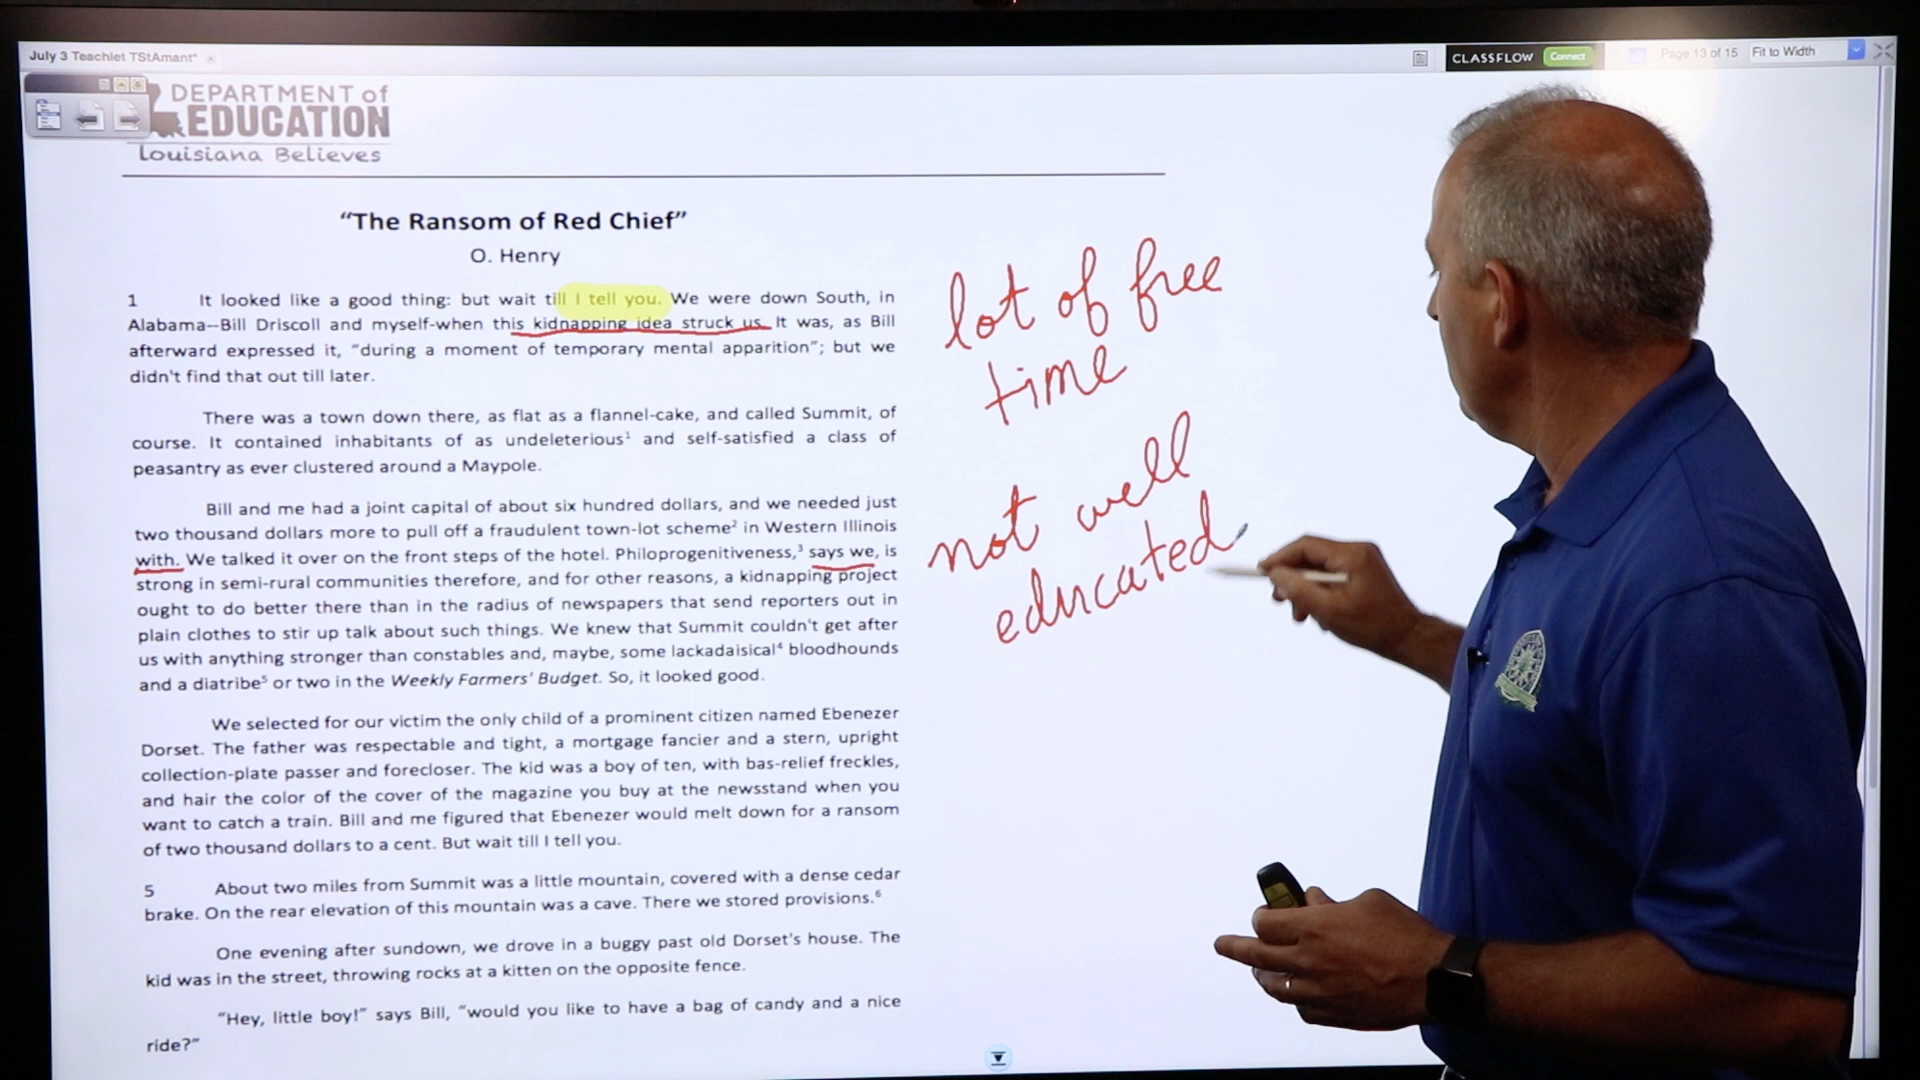 July 3 Teachlet TStAmant*
CLASSFLOW Connect
Page 13 of 15 Fit to Width
DEPARTMENT of
EDUCATION
Louisiana Believes
“The Ransom of Red Chief”
O. Henry
1 It looked like a good thing: but wait till I tell you. We were down South, in
Alabama--Bill Driscoll and myself-when this kidnapping idea struck us. It was, as Bill
afterward expressed it, “during a moment of temporary mental apparition”; but we
didn't find that out till later.
There was a town down there, as flat as a flannel-cake, and called Summit, of
course. It contained inhabitants of as undeleterious¹ and self-satisfied a class of
peasantry as ever clustered around a Maypole.
Bill and me had a joint capital of about six hundred dollars, and we needed just
two thousand dollars more to pull off a fraudulent town-lot scheme² in Western Illinois
with. We talked it over on the front steps of the hotel. Philoprogenitiveness,³ says we, is
strong in semi-rural communities therefore, and for other reasons, a kidnapping project
ought to do better there than in the radius of newspapers that send reporters out in
plain clothes to stir up talk about such things. We knew that Summit couldn't get after
us with anything stronger than constables and, maybe, some lackadaisical⁴ bloodhounds
and a diatribe⁵ or two in the Weekly Farmers' Budget. So, it looked good.
We selected for our victim the only child of a prominent citizen named Ebenezer
Dorset. The father was respectable and tight, a mortgage fancier and a stern, upright
collection-plate passer and forecloser. The kid was a boy of ten, with bas-relief freckles,
and hair the color of the cover of the magazine you buy at the newsstand when you
want to catch a train. Bill and me figured that Ebenezer would melt down for a ransom
of two thousand dollars to a cent. But wait till I tell you.
5 About two miles from Summit was a little mountain, covered with a dense cedar
brake. On the rear elevation of this mountain was a cave. There we stored provisions.⁶
One evening after sundown, we drove in a buggy past old Dorset's house. The
kid was in the street, throwing rocks at a kitten on the opposite fence.
“Hey, little boy!” says Bill, “would you like to have a bag of candy and a nice
ride?”
lot of free
time
not well
educated